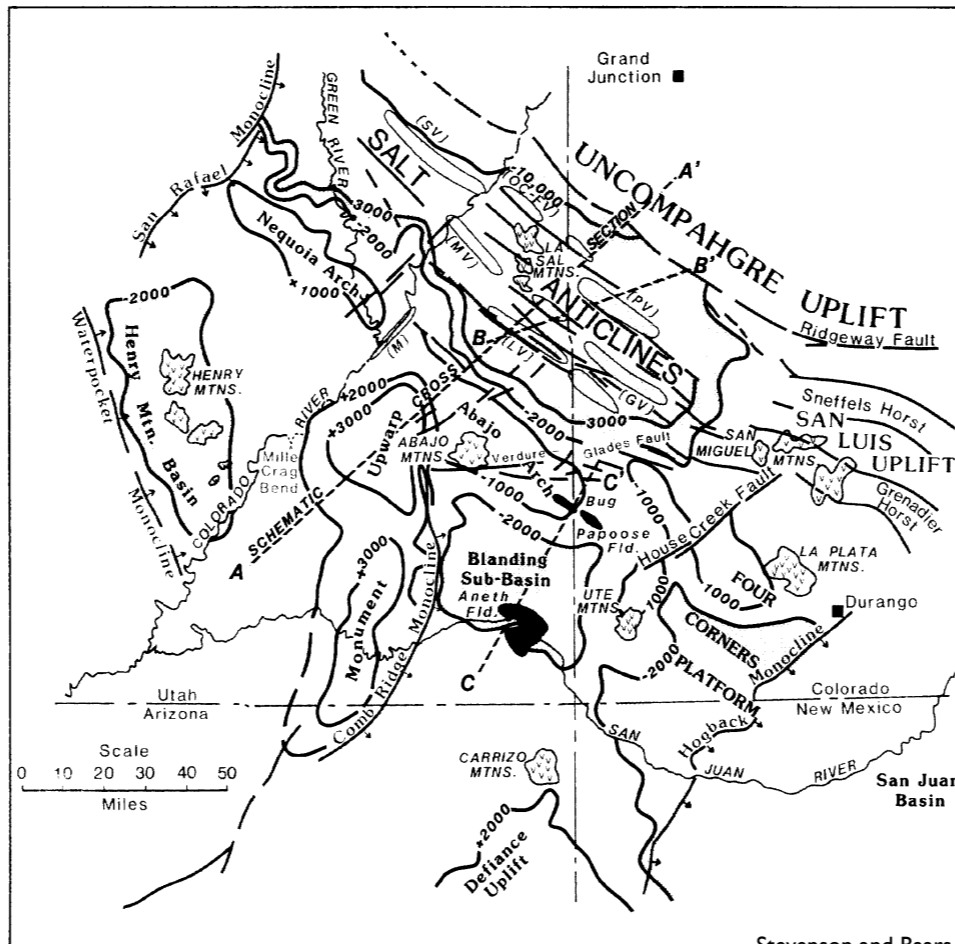 Grand
Junction
Monocline
GREEN
RIVER
(SV)
SALT
(OC-FV)
-10,000
UNCOMPAHGRE
UPLIFT
A'
San Rafael
Nequoia Arch
+1000
3000
-2000
(MV)
LA
SAL
MTNS.
SECTION
B'
ANTICLINES
(PV)
Ridgeway Fault
-2000
Waterpocket
Monocline
Henry
Mtn.
Basin
HENRY
MTNS.
(M)
B
(LV)
(GV)
CROSS
RIVER
+2000
+3000
Upwarp
Abajo
Arch
ABAJO
MTNS
-2000
3000
Verdure
Glades Fault
Sneffels Horst
SAN
LUIS
UPLIFT
SAN
MIGUEL
MTNS
Grenadier
Horst
Mille
Crag
Bend
COLORADO
SCHEMATIC
A
-1000
C'
Bug
-2000
Papoose Fld.
-1000
House Creek Fault
Blanding
Sub-Basin
Aneth
Fld.
UTE
MTNS
1000
LA PLATA
MTNS.
FOUR
1000
CORNERS
PLATFORM
Durango
+3000
Monument
Comb Ridge Monocline
C
-2000
Hogback
Monocline
Utah
Arizona
Colorado
New Mexico
Scale
0 10 20 30 40 50
Miles
CARRIZO
MTNS.
SAN
JUAN
RIVER
San Juan
Basin
+2000
Defiance
Uplift